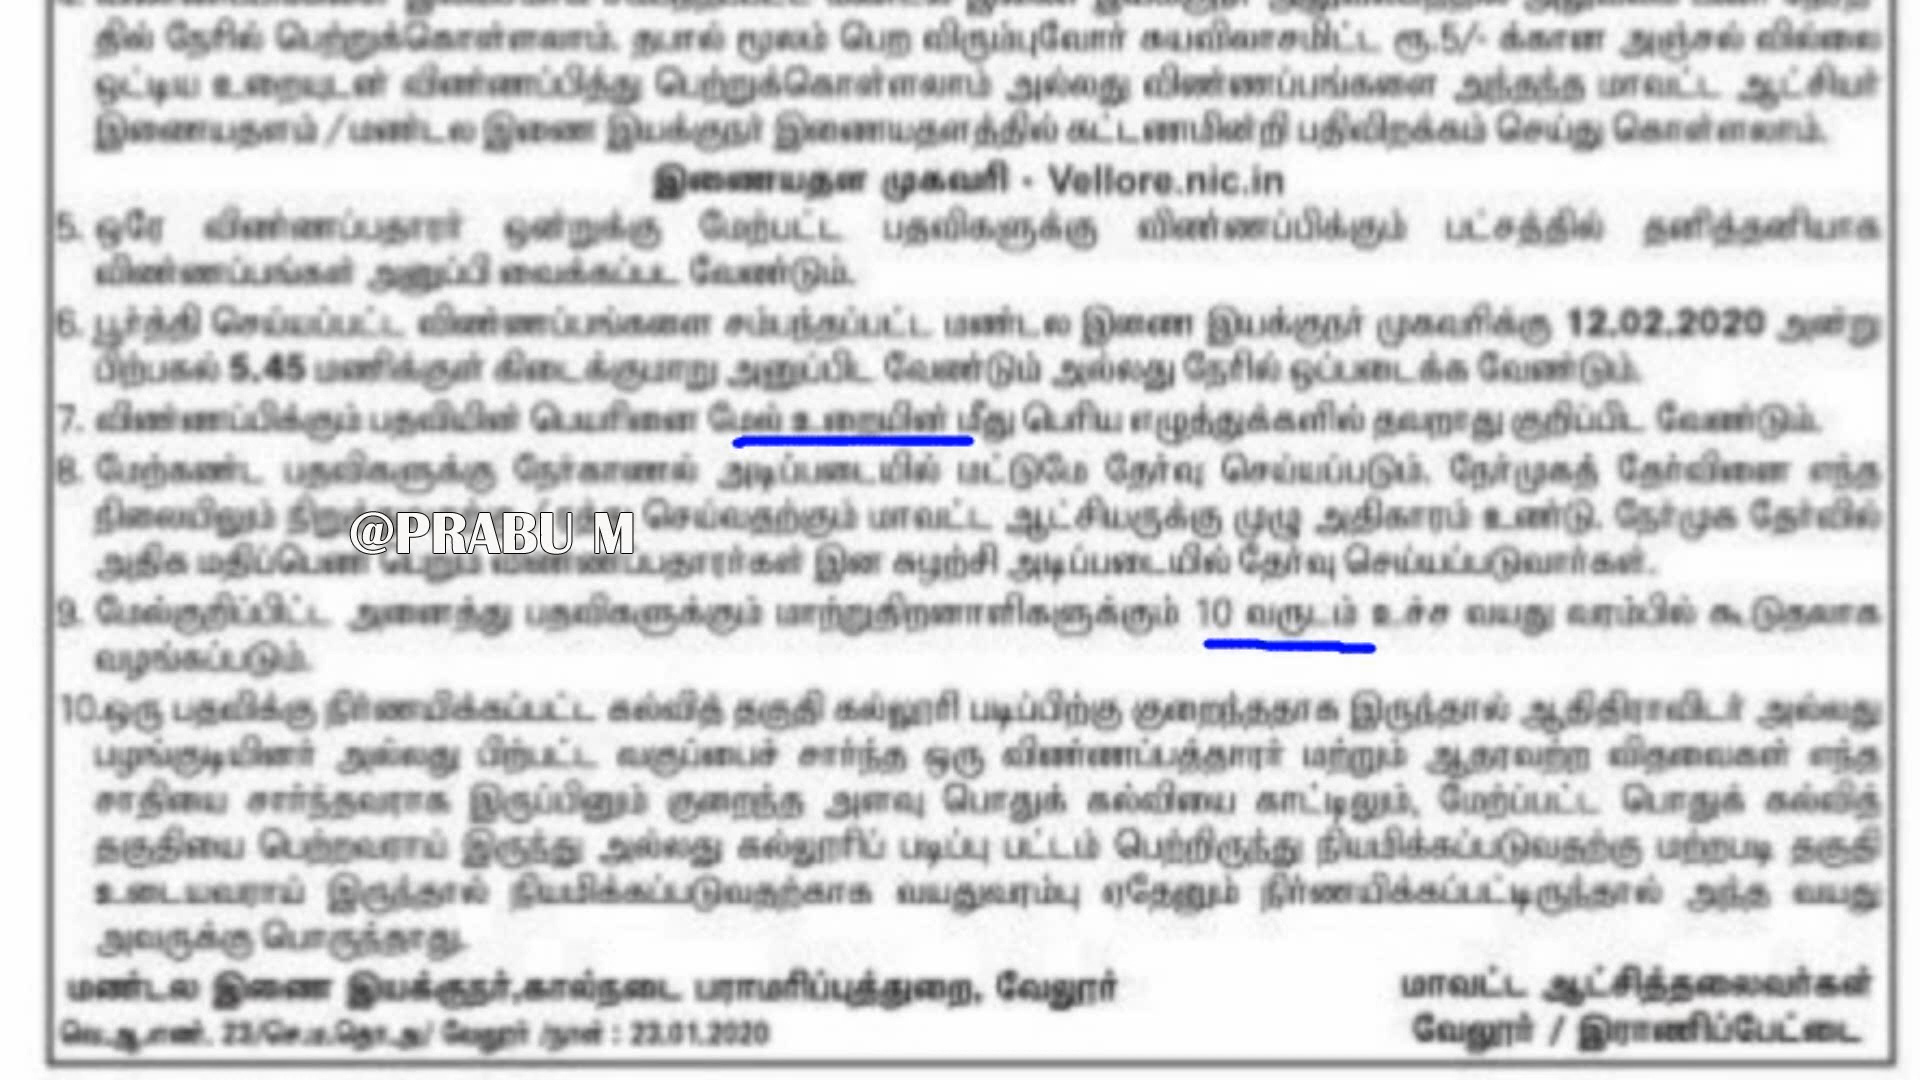 தில் நேரில் பெற்றுக்கொள்ளலாம். தபால் மூலம் பெற விரும்புவோர் சுயவிலாசமிட்ட ரூ.5/- க்கான அஞ்சல் வில்லை
ஒட்டிய உறையுடன் விண்ணப்பித்து பெற்றுக்கொள்ளலாம் அல்லது விண்ணப்பங்களை அந்தந்த மாவட்ட ஆட்சியர்
இணையதளம் / மண்டல இணை இயக்குநர் இணையதளத்தில் கட்டணமின்றி பதிவிறக்கம் செய்து கொள்ளலாம்.
இணையதள முகவரி - Vellore.nic.in
5. ஒரே விண்ணப்பதாரர் ஒன்றுக்கு மேற்பட்ட பதவிகளுக்கு விண்ணப்பிக்கும் பட்சத்தில் தனித்தனியாக
விண்ணப்பங்கள் அனுப்பி வைக்கப்பட வேண்டும்.
6. பூர்த்தி செய்யப்பட்ட விண்ணப்பங்களை சம்பந்தப்பட்ட மண்டல இணை இயக்குநர் முகவரிக்கு 12.02.2020 அன்று
பிற்பகல் 5.45 மணிக்குள் கிடைக்குமாறு அனுப்பிட வேண்டும் அல்லது நேரில் ஒப்படைக்க வேண்டும்.
7. விண்ணப்பிக்கும் பதவியின் பெயரினை மேல் உறையின் மீது பெரிய எழுத்துக்களில் தவறாது குறிப்பிட வேண்டும்.
8. மேற்கண்ட பதவிகளுக்கு நேர்காணல் அடிப்படையில் மட்டுமே தேர்வு செய்யப்படும். நேர்முகத் தேர்வினை எந்த
நிலையிலும் செய்வதற்கும் மாவட்ட ஆட்சியருக்கு முழு அதிகாரம் உண்டு. நேர்முக தேர்வில்
@PRABU M
அதிக மதிப்பெண் பெறும் விண்ணப்பதாரர்கள் இன சுழற்சி அடிப்படையில் தேர்வு செய்யப்படுவார்கள்.
9. மேல்குறிப்பிட்ட அனைத்து பதவிகளுக்கும் மாற்றுதிறனாளிகளுக்கும் 10 வருடம் உச்ச வயது வரம்பில் கூடுதலாக
வழங்கப்படும்.
10.ஒரு பதவிக்கு நிர்ணயிக்கப்பட்ட கல்வித் தகுதி கல்லூரி படிப்பிற்கு குறைந்ததாக இருந்தால் ஆதிதிராவிடர் அல்லது
பழங்குடியினர் அல்லது பிற்பட்ட வகுப்பைச் சார்ந்த ஒரு விண்ணப்பத்தாரர் மற்றும் ஆதரவற்ற விதவைகள் எந்த
சாதியை சார்ந்தவராக இருப்பினும் குறைந்த அளவு பொதுக் கல்வியை காட்டிலும், மேற்ப்பட்ட பொதுக் கல்வித்
தகுதியை பெற்றவராய் இருந்து அல்லது கல்லூரிப் படிப்பு பட்டம் பெற்றிருந்து நியமிக்கப்படுவதற்கு மற்றபடி தகுதி
உடையவராய் இருந்தால் நியமிக்கப்படுவதற்காக வயதுவரம்பு ஏதேனும் நிர்ணயிக்கப்பட்டிருந்தால் அந்த வயது
அவருக்கு பொருந்தாது.
மண்டல இணை இயக்குநர்,கால்நடை பராமரிப்புத்துறை, வேலூர்
மாவட்ட ஆட்சித்தலைவர்கள்
செ.ம.தொ.அ/ வேலூர் /நாள் : 23.01.2020
வேலூர் / இராணிப்பேட்டை